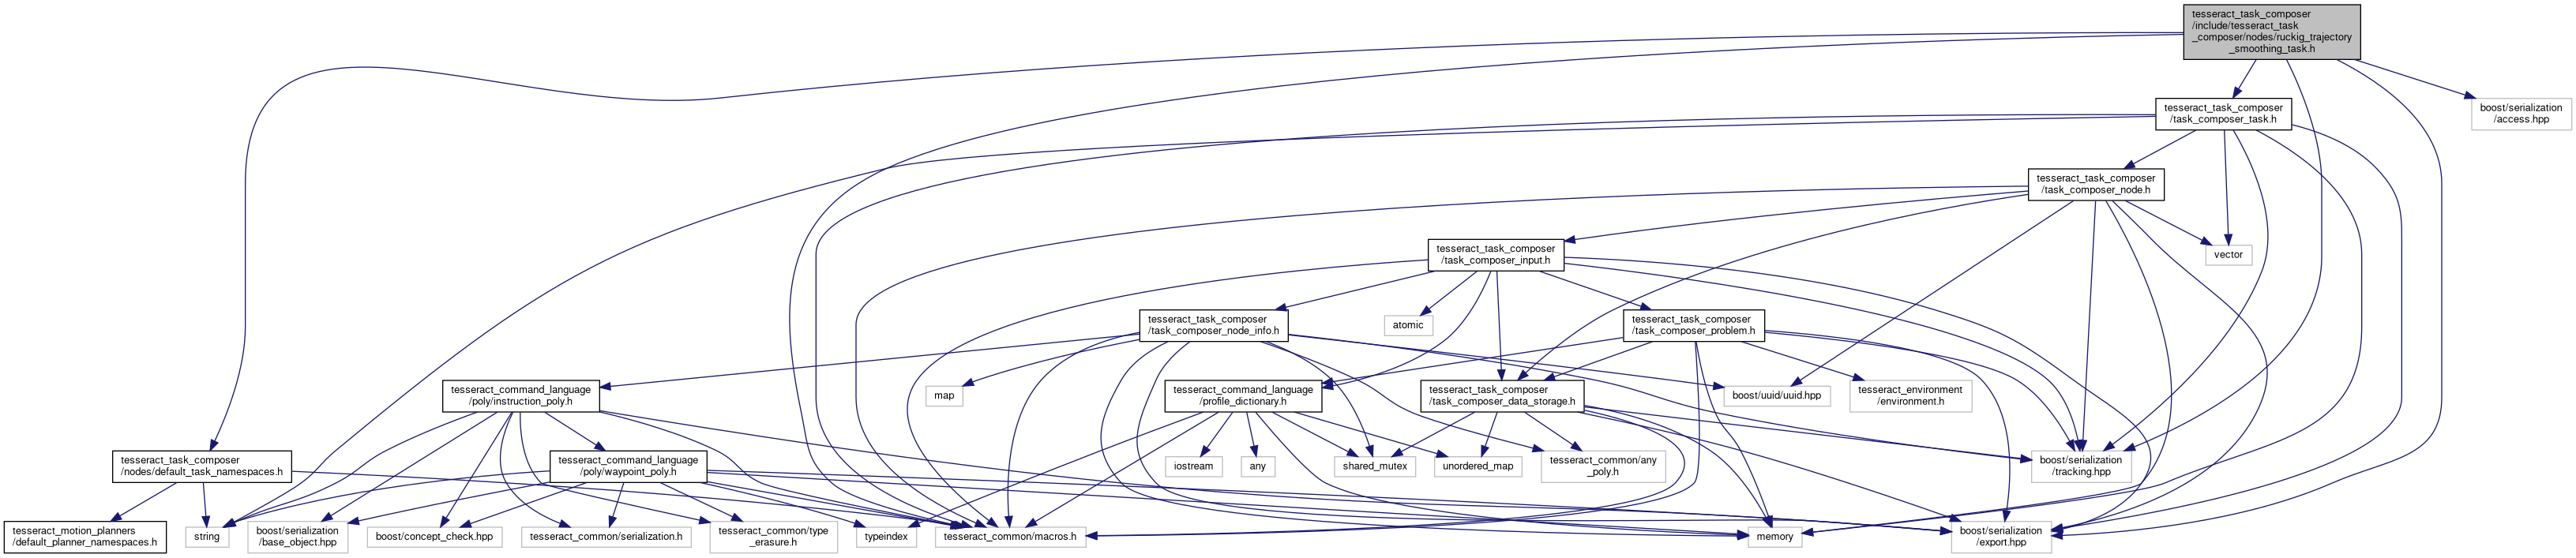 tesseract_task_composer
/include/tesseract_task
_composer/nodes/ruckig_trajectory
_smoothing_task.h
tesseract_task_composer
/task_composer_task.h
boost/serialization
/access.hpp
tesseract_task_composer
/task_composer_node.h
tesseract_task_composer
/task_composer_input.h
vector
tesseract_task_composer
/task_composer_node_info.h
atomic
tesseract_task_composer
/task_composer_problem.h
tesseract_command_language
/poly/instruction_poly.h
map
tesseract_command_language
/profile_dictionary.h
tesseract_task_composer
/task_composer_data_storage.h
boost/uuid/uuid.hpp
tesseract_environment
/environment.h
tesseract_task_composer
/nodes/default_task_namespaces.h
tesseract_command_language
/poly/waypoint_poly.h
iostream
any
shared_mutex
unordered_map
tesseract_common/any
_poly.h
boost/serialization
/tracking.hpp
tesseract_motion_planners
/default_planner_namespaces.h
string
boost/serialization
/base_object.hpp
boost/concept_check.hpp
tesseract_common/serialization.h
tesseract_common/type
_erasure.h
typeindex
tesseract_common/macros.h
memory
boost/serialization
/export.hpp